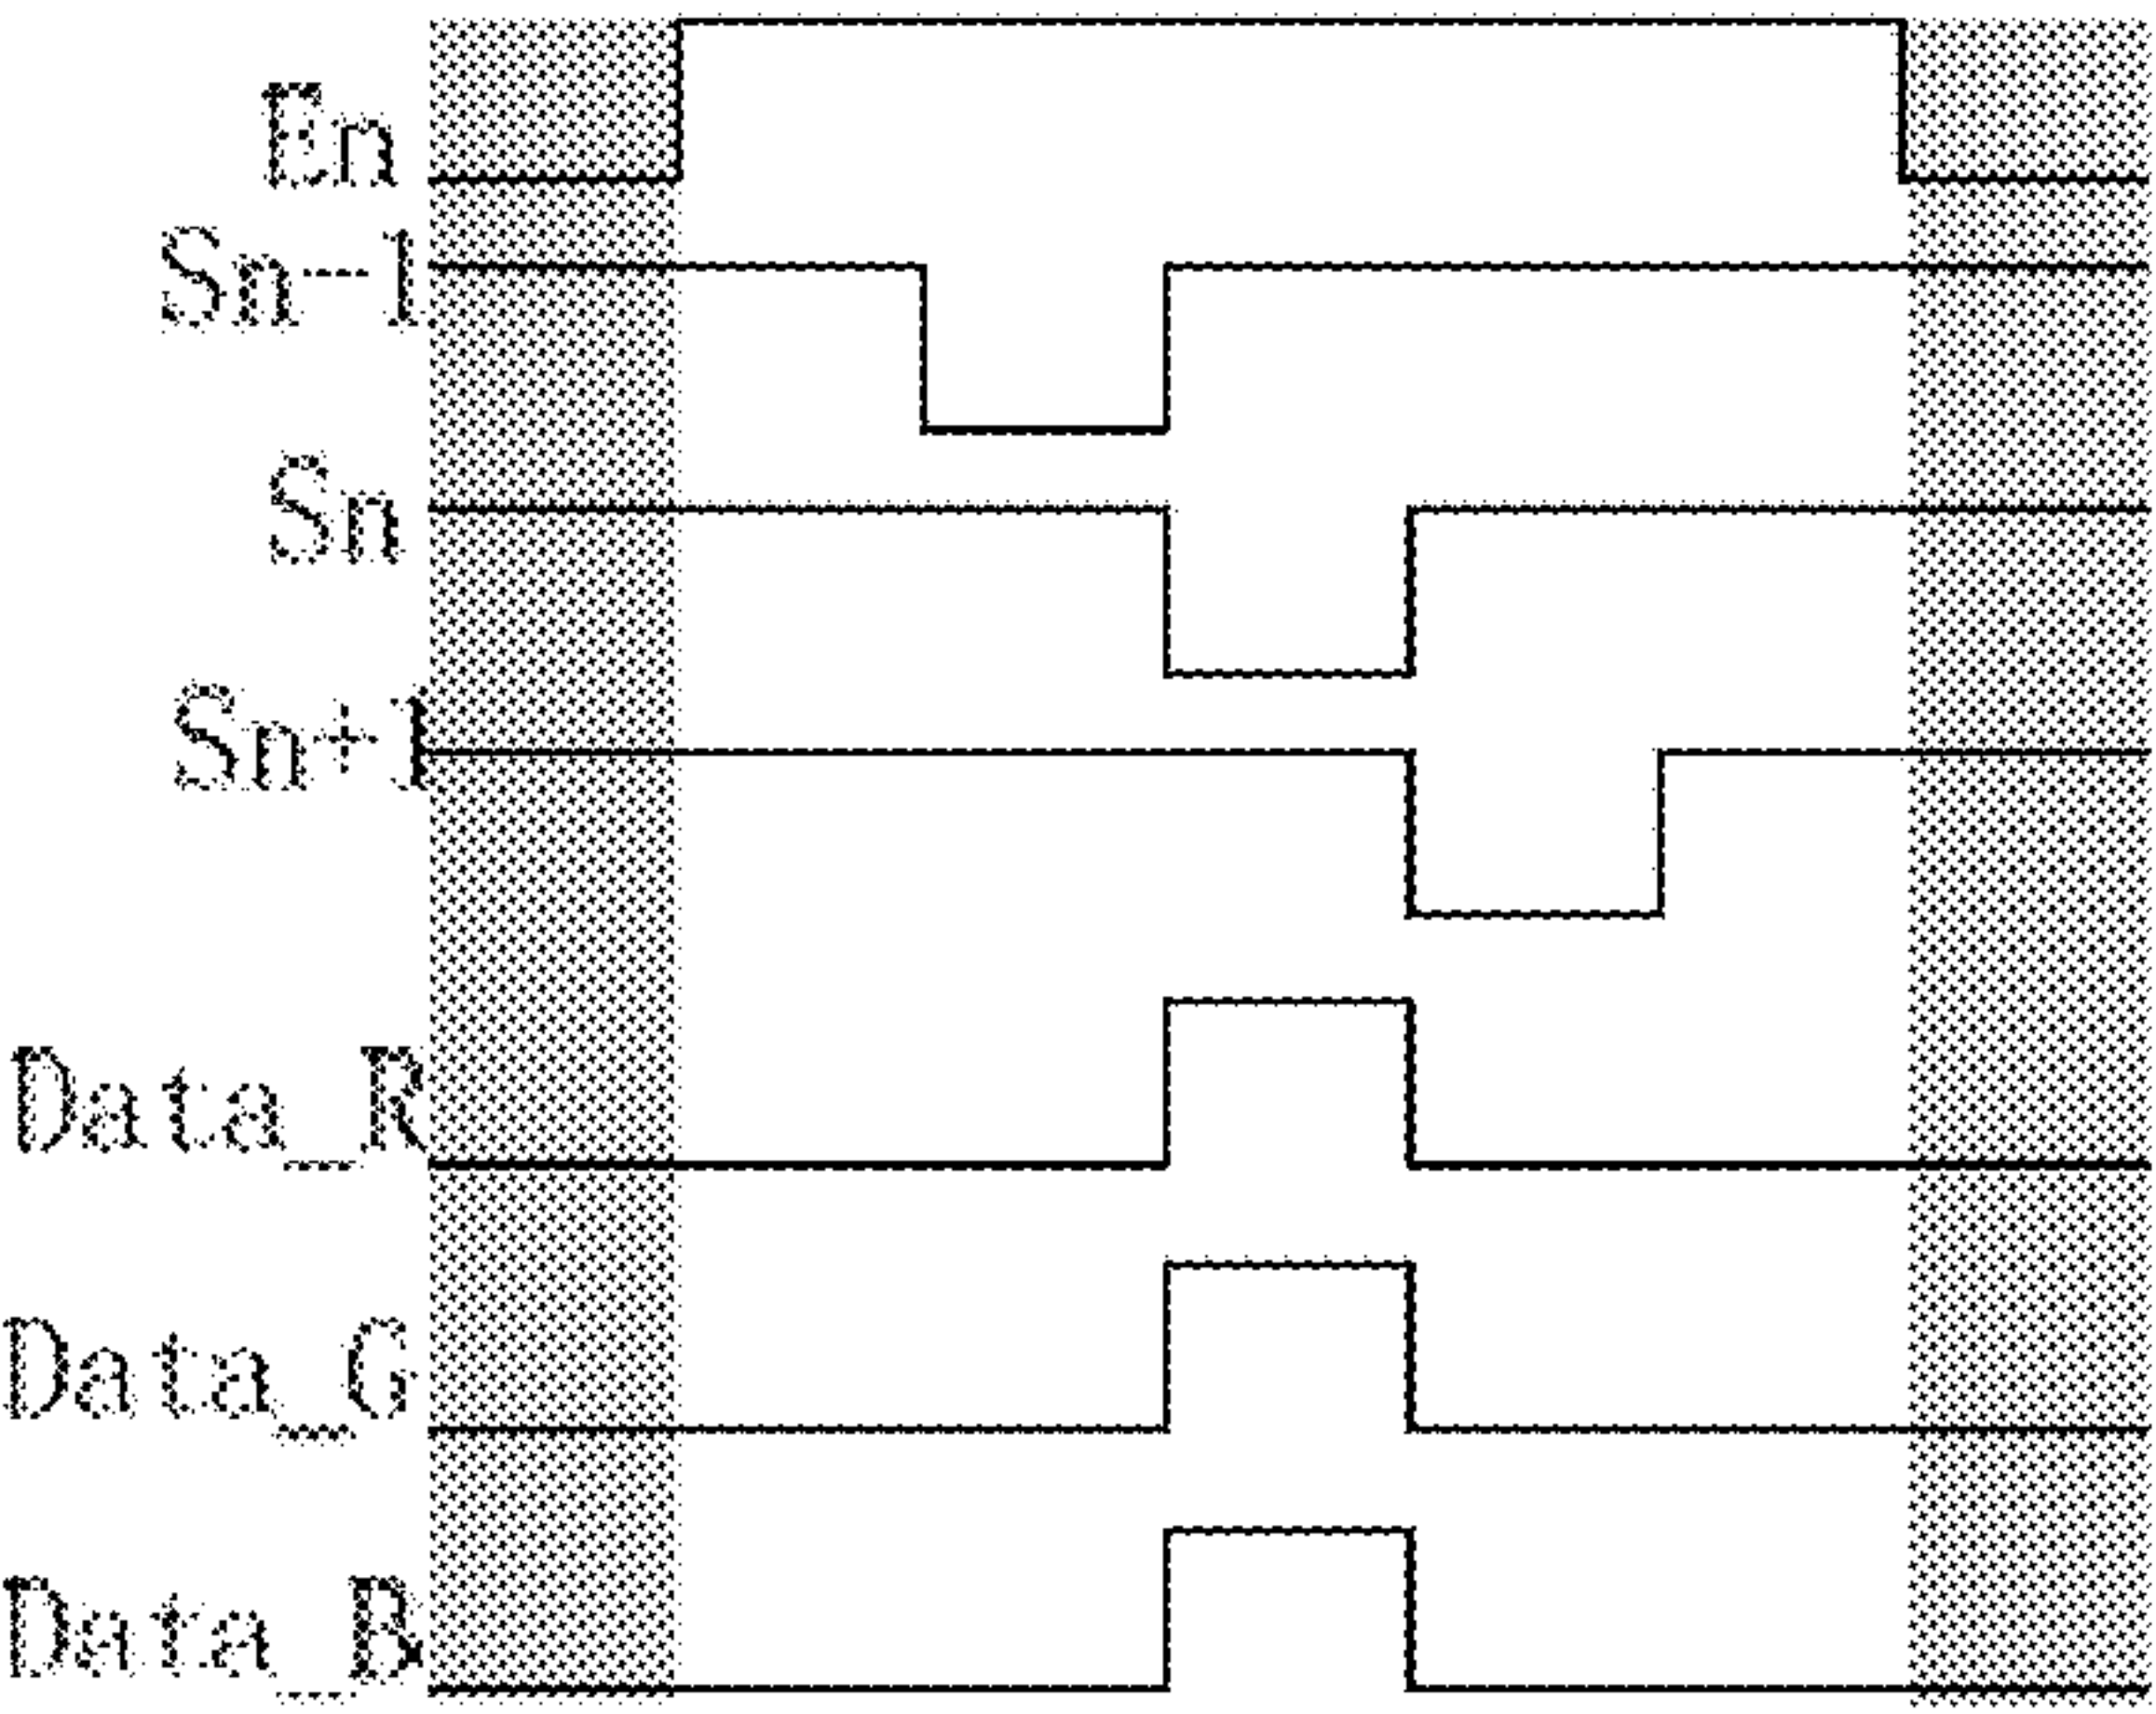 En
Sn-1
Sn
Sn+1
Data_R
Data_G
Data_B